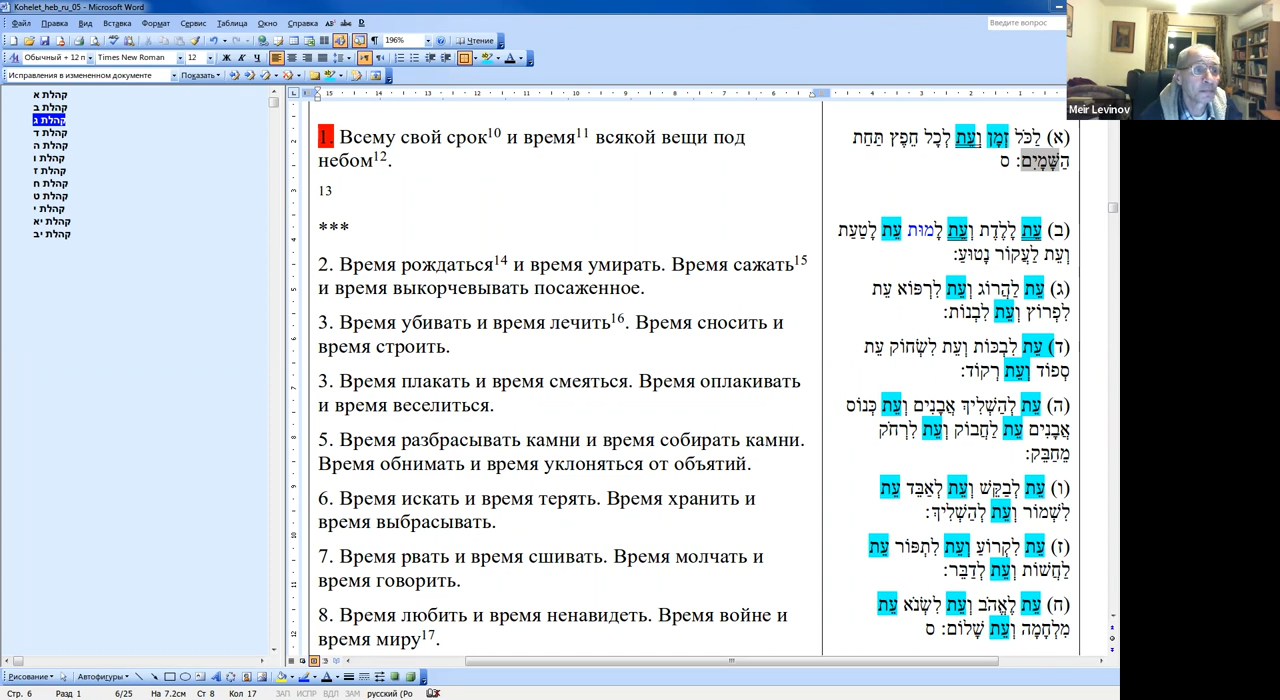 Kohelet_heb_ru_05 - Microsoft Word
Файл Правка Вид Вставка Формат Сервис Таблица Окно Справка
Введите вопрос
196% Чтение
Обычный + 12 п Times New Roman 12 Ж К Ч
Исправления в измененном документе Показать
קהלת א
קהלת ב
קהלת ג
קהלת ד
קהלת ה
קהלת ו
קהלת ז
קהלת ח
קהלת ט
קהלת י
קהלת יא
קהלת יב
1. Всему свой срок10 и время11 всякой вещи под
небом12.
13
***
2. Время рождаться14 и время умирать. Время сажать15
и время выкорчевывать посаженное.
3. Время убивать и время лечить16. Время сносить и
время строить.
3. Время плакать и время смеяться. Время оплакивать
и время веселиться.
5. Время разбрасывать камни и время собирать камни.
Время обнимать и время уклоняться от объятий.
6. Время искать и время терять. Время хранить и
время выбрасывать.
7. Время рвать и время сшивать. Время молчать и
время говорить.
8. Время любить и время ненавидеть. Время войне и
время миру17.
(א) לַכֹּל זְמָן וְעֵת לְכָל חֵפֶץ תַּחַת
הַשָּׁמָיִם: ס
(ב) עֵת לָלֶדֶת וְעֵת לָמוּת עֵת לָטַעַת
וְעֵת לַעֲקוֹר נָטוּעַ:
(ג) עֵת לַהֲרוֹג וְעֵת לִרְפּוֹא עֵת
לִפְרוֹץ וְעֵת לִבְנוֹת:
(ד) עֵת לִבְכּוֹת וְעֵת לִשְׂחוֹק עֵת
סְפוֹד וְעֵת רְקוֹד:
(ה) עֵת לְהַשְׁלִיךְ אֲבָנִים וְעֵת כְּנוֹס
אֲבָנִים עֵת לַחֲבוֹק וְעֵת לִרְחֹק
מֵחַבֵּק:
(ו) עֵת לְבַקֵּשׁ וְעֵת לְאַבֵּד עֵת
לִשְׁמוֹר וְעֵת לְהַשְׁלִיךְ:
(ז) עֵת לִקְרוֹעַ וְעֵת לִתְפּוֹר עֵת
לַחֲשׁוֹת וְעֵת לְדַבֵּר:
(ח) עֵת לֶאֱהֹב וְעֵת לִשְׂנֹא עֵת
מִלְחָמָה וְעֵת שָׁלוֹם: ס
Meir Levinov
Рисование Автофигуры
Стр. 6 Разд 1 6/25 На 7.2см Ст 8 Кол 17 ЗАП ИСПР ВДЛ ЗАМ русский (Ро